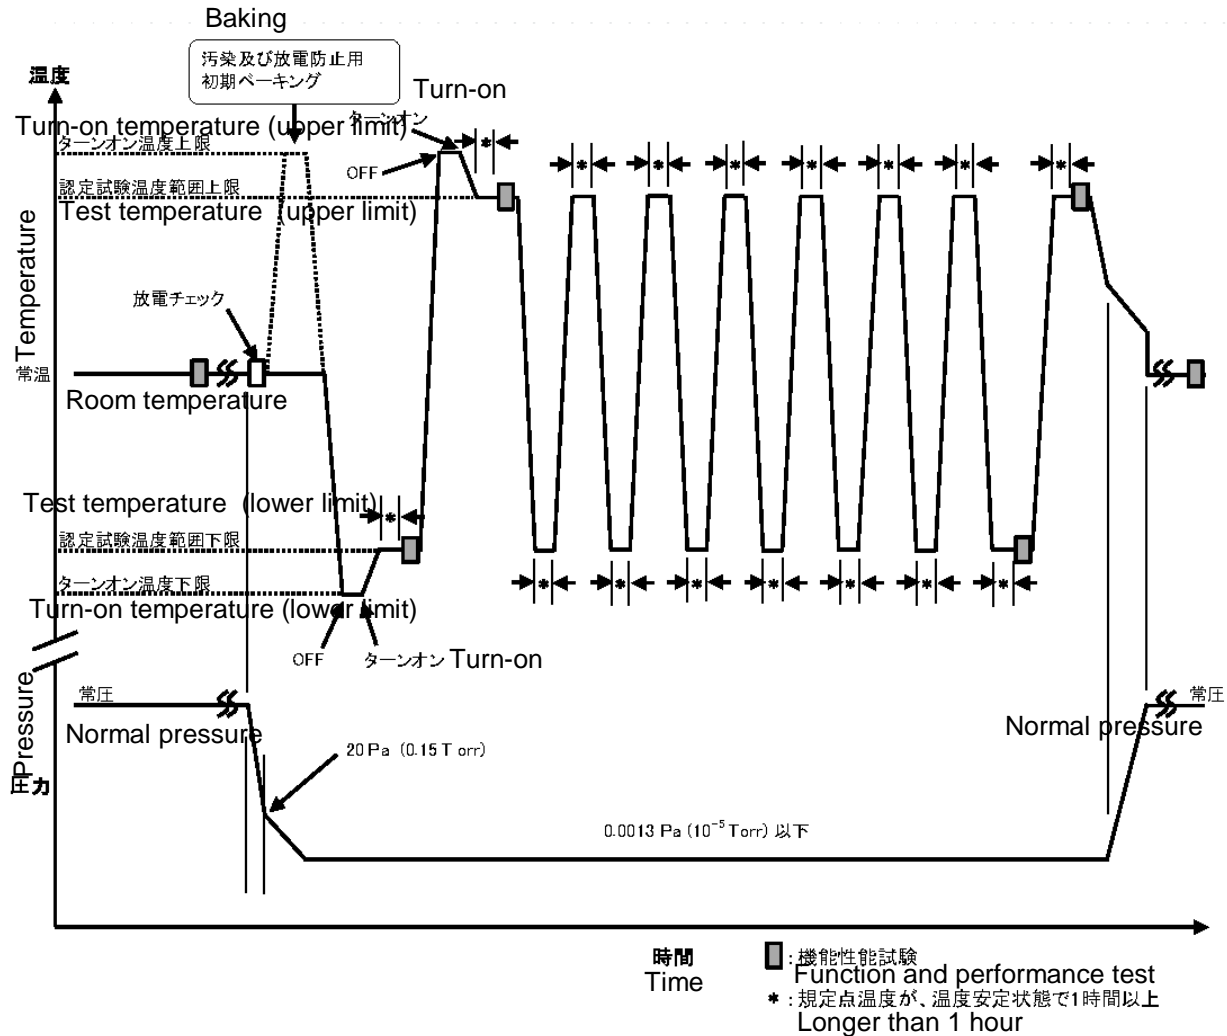 Baking
汚染及び放電防止用
初期ベーキング
温度
Turn-on
ターンオン
Turn-on temperature (upper limit)
ターンオン温度上限
OFF
認定試験温度範囲上限
Test temperature (upper limit)
Temperature
放電チェック
常温
Room temperature
Test temperature (lower limit)
認定試験温度範囲下限
ターンオン温度下限
Turn-on temperature (lower limit)
OFF
ターンオン Turn-on
常圧
常圧
Normal pressure
Normal pressure
Pressure
圧力
20 Pa (0.15 Torr)
0.0013 Pa (10⁻⁵ Torr) 以下
時間
Time
: 機能性能試験
Function and performance test
* : 規定点温度が、温度安定状態で1時間以上
Longer than 1 hour